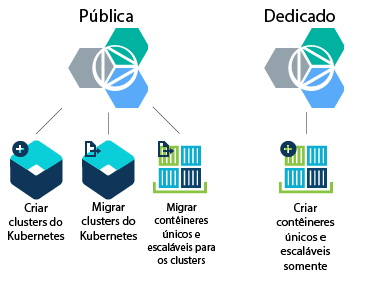 Pública
Dedicado
Criar
clusters do
Kubernetes
Migrar
clusters do
Kubernetes
Migrar
contêineres
únicos e
escaláveis para
os clusters
Criar
contêineres
únicos e
escaláveis
somente